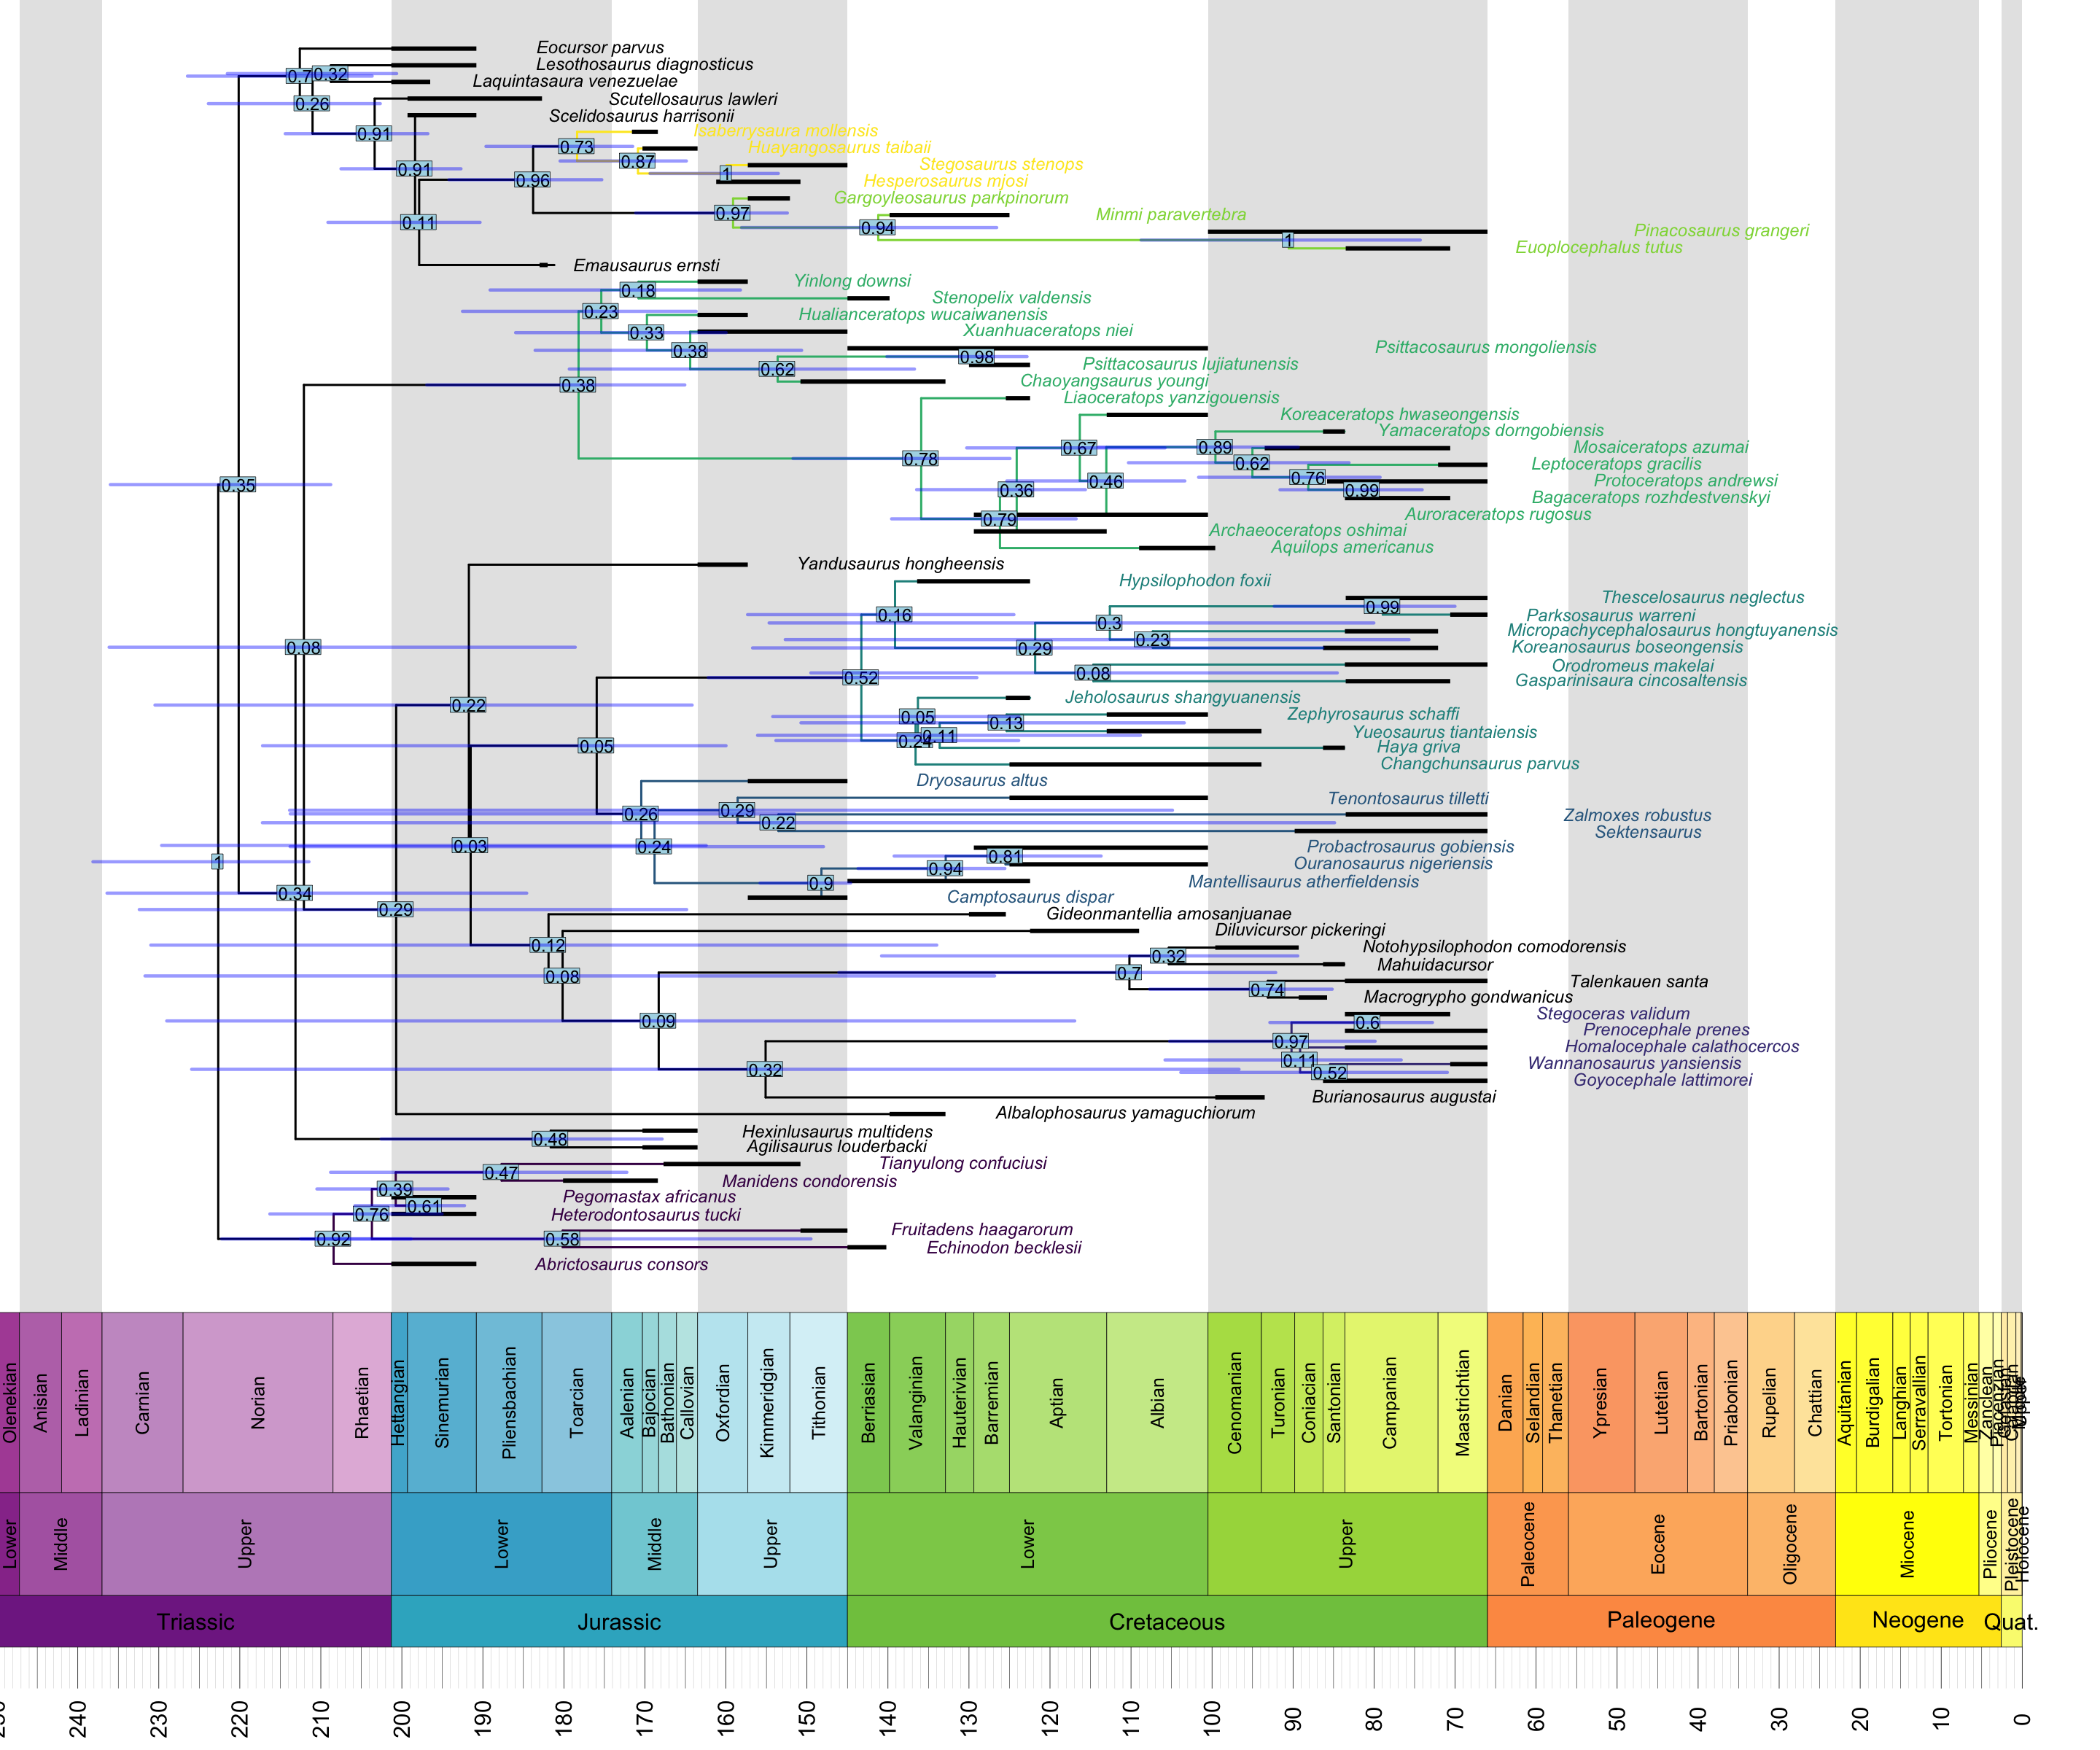 Eocursor parvus
Lesothosaurus diagnosticus
0.32
Laquintasaura venezuelae
0.26
Scutellosaurus lawleri
Scelidosaurus harrisonii
0.91
Isaberrysaura mollensis
0.73
Huayangosaurus taibaii
0.87
Stegosaurus stenops
0.91
1
0.96
Hesperosaurus mjosi
Gargoyleosaurus parkpinorum
0.97
Minmi paravertebra
0.11
0.94
Pinacosaurus grangeri
1
Euoplocephalus tutus
Emausaurus ernsti
Yinlong downsi
0.18
Stenopelix valdensis
0.23
Hualianceratops wucaiwanensis
0.33
Xuanhuaceratops niei
0.38
Psittacosaurus mongoliensis
0.98
0.62
Psittacosaurus lujiatunensis
0.38
Chaoyangsaurus youngi
Liaoceratops yanzigouensis
Koreaceratops hwaseongensis
Yamaceratops dorngobiensis
0.67
0.89
Mosaiceratops azumai
0.78
0.62
Leptoceratops gracilis
0.76
0.46
Protoceratops andrewsi
0.35
0.36
0.99
Bagaceratops rozhdestvenskyi
0.79
Auroraceratops rugosus
Archaeoceratops oshimai
Aquilops americanus
Yandusaurus hongheensis
Hypsilophodon foxii
Thescelosaurus neglectus
0.99
0.16
Parksosaurus warreni
0.3
Micropachycephalosaurus hongtuyanensis
0.23
0.08
0.29
Koreanosaurus boseongensis
Orodromeus makelai
0.08
0.52
Gasparinisaura cincosaltensis
Jeholosaurus shangyuanensis
0.22
0.05
0.13
Zephyrosaurus schaffi
Yueosaurus tiantaiensis
0.24
0.11
0.05
Haya griva
Changchunsaurus parvus
Dryosaurus altus
Tenontosaurus tilletti
0.26
0.29
Zalmoxes robustus
0.22
Sektensaurus
0.03
0.24
Probactrosaurus gobiensis
0.81
1
Ouranosaurus nigeriensis
0.94
0.9
Mantellisaurus atherfieldensis
0.34
Camptosaurus dispar
0.29
Gideonmantellia amosanjuanae
Diluvicursor pickeringi
0.12
Notohypsilophodon comodorensis
0.32
Mahuidacursor
0.08
0.7
Talenkauen santa
0.74
Macrogrypho gondwanicus
0.09
Stegoceras validum
0.6
Prenocephale prenes
0.97
Homalocephale calathocercos
0.11
Wannanosaurus yansiensis
0.32
0.52
Goyocephale lattimorei
Burianosaurus augustai
Albalophosaurus yamaguchiorum
Hexinlusaurus multidens
0.48
Agilisaurus louderbacki
Tianyulong confuciusi
0.47
Manidens condorensis
0.39
Pegomastax africanus
0.61
0.76
Heterodontosaurus tucki
Fruitadens haagarorum
0.92
0.58
Echinodon becklesii
Abrictosaurus consors
Olenekian Anisian Ladinian Carnian Norian Rhaetian Hettangian Sinemurian Pliensbachian Toarcian Aalenian Bajocian Bathonian Callovian Oxfordian Kimmeridgian Tithonian Berriasian Valanginian Hauterivian Barremian Aptian Albian Cenomanian Turonian Coniacian Santonian Campanian Maastrichtian Danian Selandian Thanetian Ypresian Lutetian Bartonian Priabonian Rupelian Chattian Aquitanian Burdigalian Langhian Serravallian Tortonian Messinian
Lower Middle Upper Lower Middle Upper Lower Upper Paleocene Eocene Oligocene Miocene Pliocene Pleistocene Holocene
Triassic Jurassic Cretaceous Paleogene Neogene Quat.
240 230 220 210 200 190 180 170 160 150 140 130 120 110 100 90 80 70 60 50 40 30 20 10 0